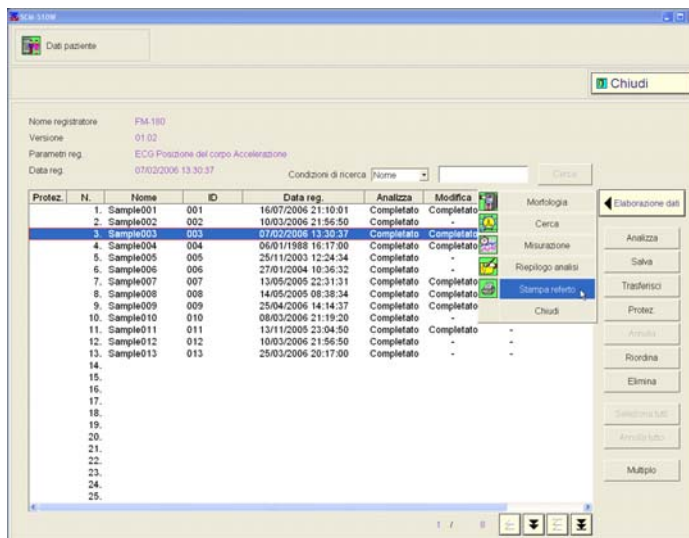 SCM-510W
Dati paziente
Chiudi
Nome registratore FM-180
Versione 01.02
Parametri reg. ECG Posizione del corpo Accelerazione
Data reg. 07/02/2006 13:30:37 Condizioni di ricerca Nome Cerca
Protez. N. Nome ID Data reg. Analizza Modifica
1. Sample001 001 16/07/2006 21:10:01 Completato Completato
2. Sample002 002 10/03/2006 21:56:50 Completato -
3. Sample003 003 07/02/2006 13:30:37 Completato Completato
4. Sample004 004 06/01/1988 16:17:00 Completato Completato
5. Sample005 005 25/11/2003 12:24:34 Completato -
6. Sample006 006 27/01/2004 10:36:32 Completato -
7. Sample007 007 13/05/2005 22:31:31 Completato Completato
8. Sample008 008 14/05/2005 08:38:34 Completato Completato
9. Sample009 009 25/04/2006 14:14:37 Completato Completato
10. Sample010 010 08/03/2006 21:19:20 Completato -
11. Sample011 011 13/11/2005 23:04:50 Completato Completato -
12. Sample012 012 10/03/2006 21:56:50 Completato - -
13. Sample013 013 25/03/2006 20:17:00 Completato - -
14.
15.
16.
17.
18.
19.
20.
21.
22.
23.
24.
25.
Morfologia
Cerca
Misurazione
Riepilogo analisi
Stampa referto
Chiudi
Elaborazione dati
Analizza
Salva
Trasferisci
Protez.
Annulla
Riordina
Elimina
Seleziona tutti
Annulla tutto
Multiplo
1 / 8